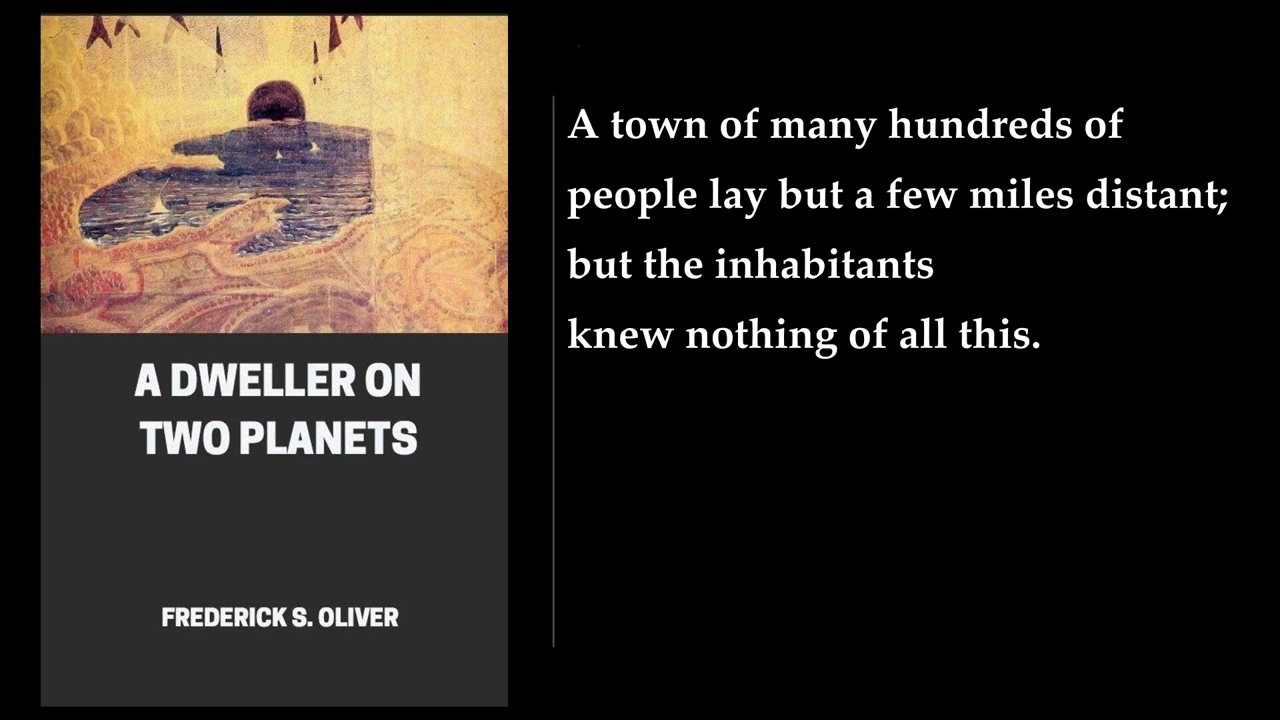 A DWELLER ON
TWO PLANETS
FREDERICK S. OLIVER
A town of many hundreds of
people lay but a few miles distant;
but the inhabitants
knew nothing of all this.